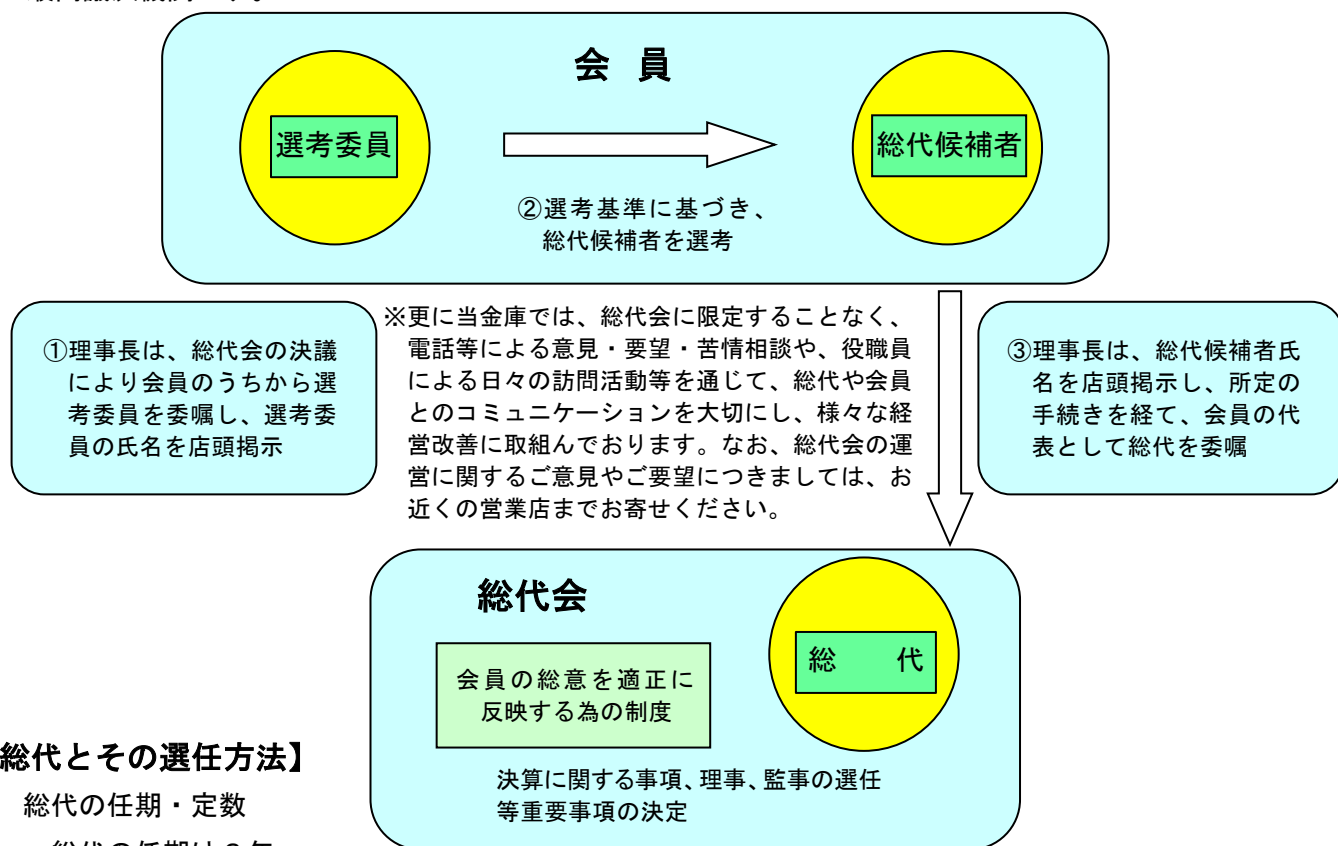 会 員
選考委員
総代候補者
②選考基準に基づき、
総代候補者を選考
①理事長は、総代会の決議
により会員のうちから選
考委員を委嘱し、選考委
員の氏名を店頭掲示
※更に当金庫では、総代会に限定することなく、
電話等による意見・要望・苦情相談や、役職員
による日々の訪問活動等を通じて、総代や会員
とのコミュニケーションを大切にし、様々な経
営改善に取組んでおります。なお、総代会の運
営に関するご意見やご要望につきましては、お
近くの営業店までお寄せください。
③理事長は、総代候補者氏
名を店頭掲示し、所定の
手続きを経て、会員の代
表として総代を委嘱
総代会
総 代
会員の総意を適正に
反映する為の制度
決算に関する事項、理事、監事の選任
等重要事項の決定
総代とその選任方法】
総代の任期・定数